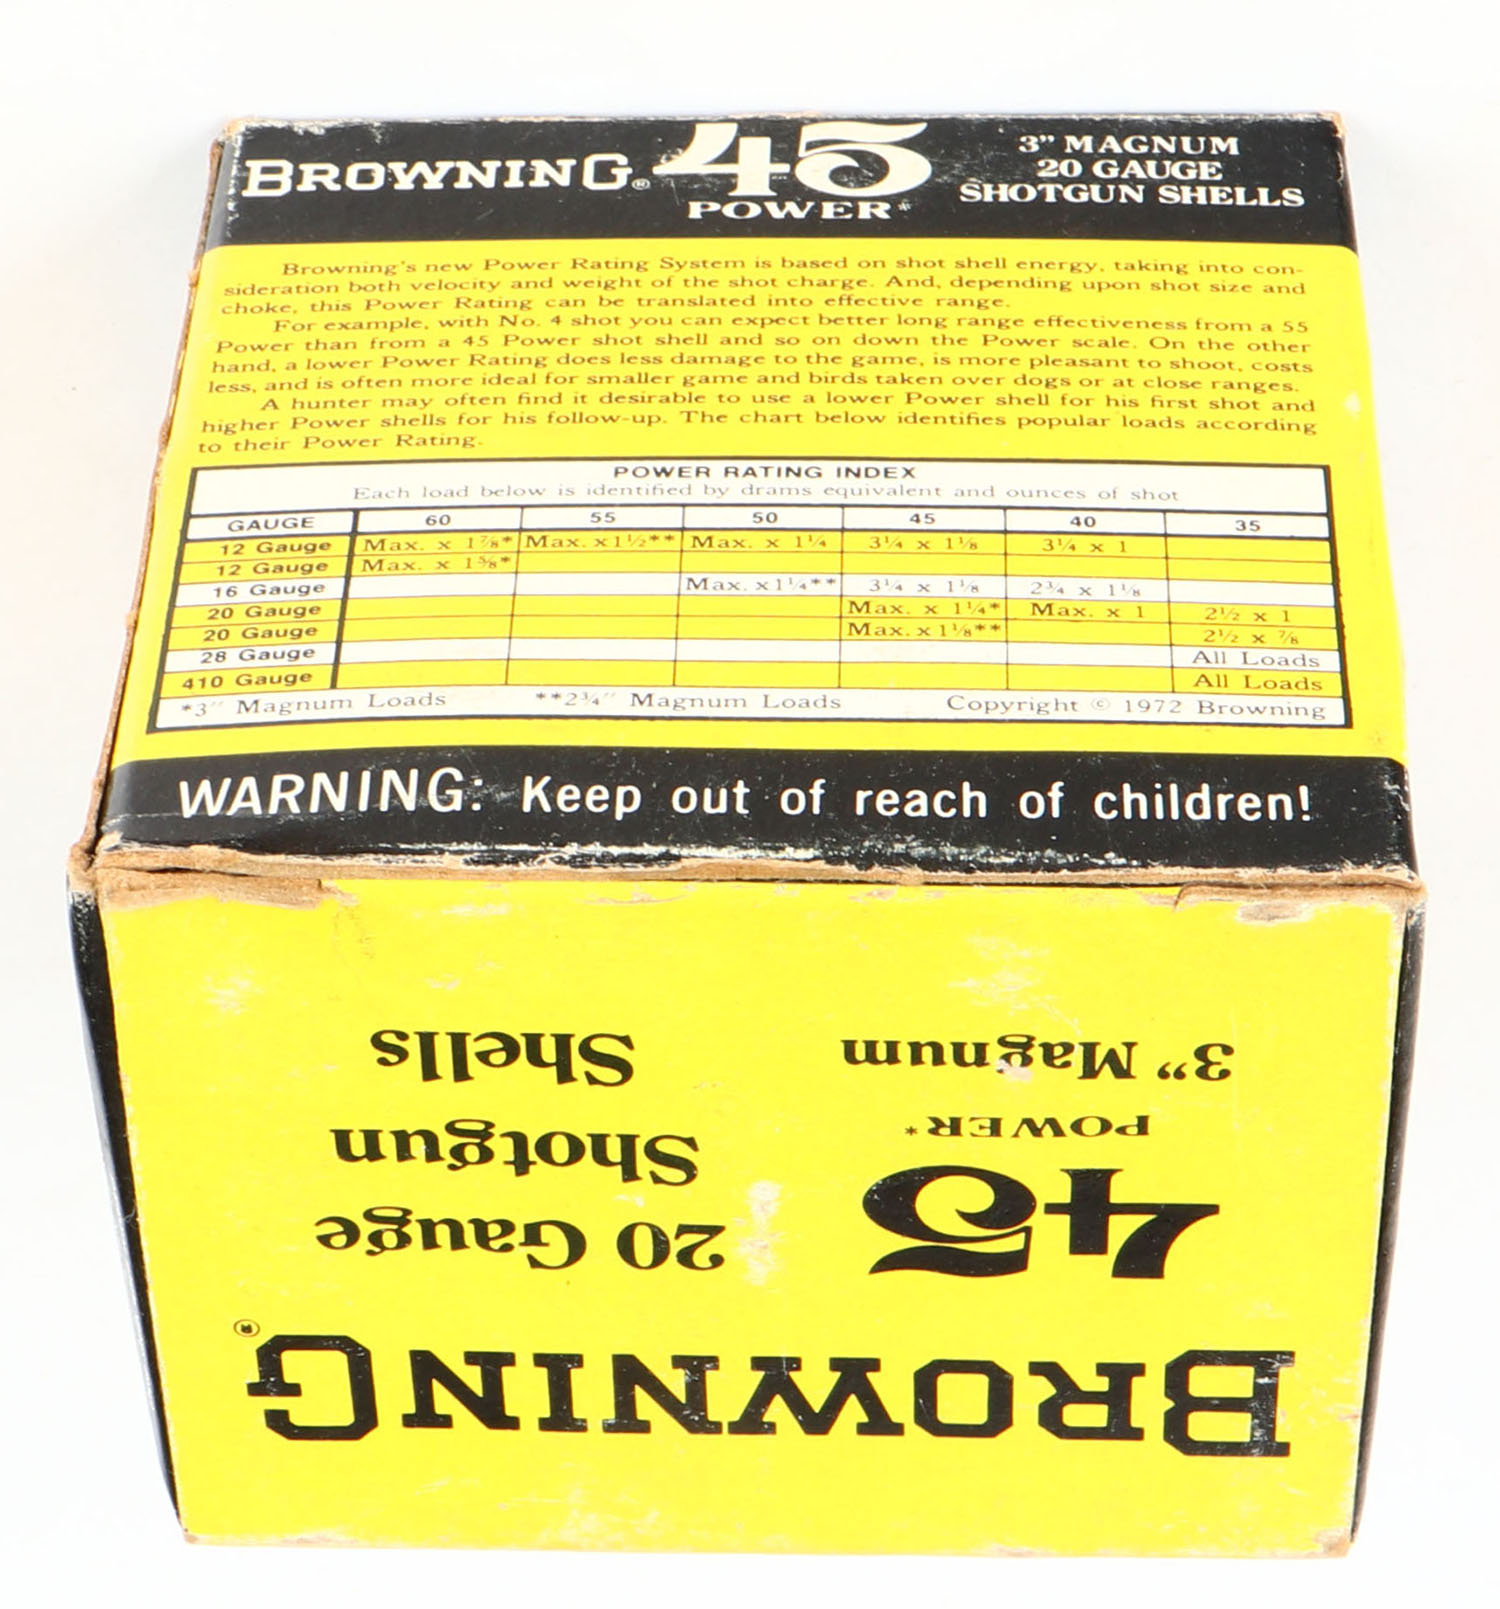 BROWNING® 45 POWER*
3" MAGNUM
20 GAUGE
SHOTGUN SHELLS
Browning's new Power Rating System is based on shot shell energy, taking into con-
sideration both velocity and weight of the shot charge. And, depending upon shot size and
choke, this Power Rating can be translated into effective range.
For example, with No. 4 shot you can expect better long range effectiveness from a 55
Power than from a 45 Power shot shell and so on down the Power scale. On the other
hand, a lower Power Rating does less damage to the game, is more pleasant to shoot, costs
less, and is often more ideal for smaller game and birds taken over dogs or at close ranges.
A hunter may often find it desirable to use a lower Power shell for his first shot and
higher Power shells for his follow-up. The chart below identifies popular loads according
to their Power Rating.
POWER RATING INDEX
Each load below is identified by drams equivalent and ounces of shot
GAUGE 60 55 50 45 40 35
12 Gauge Max. x 1⅞* Max. x 1½** Max. x 1¼ 3¼ x 1⅛ 3¼ x 1
12 Gauge Max. x 1⅝*
16 Gauge Max. x 1¼** 3¼ x 1⅛ 2¾ x 1⅛
20 Gauge Max. x 1¼* Max. x 1 2½ x 1
20 Gauge Max. x 1⅛** 2½ x ⅞
28 Gauge All Loads
410 Gauge All Loads
*3" Magnum Loads **2¾" Magnum Loads Copyright © 1972 Browning
WARNING: Keep out of reach of children!
BROWNING®
45
POWER*
3" Magnum
20 Gauge
Shotgun
Shells